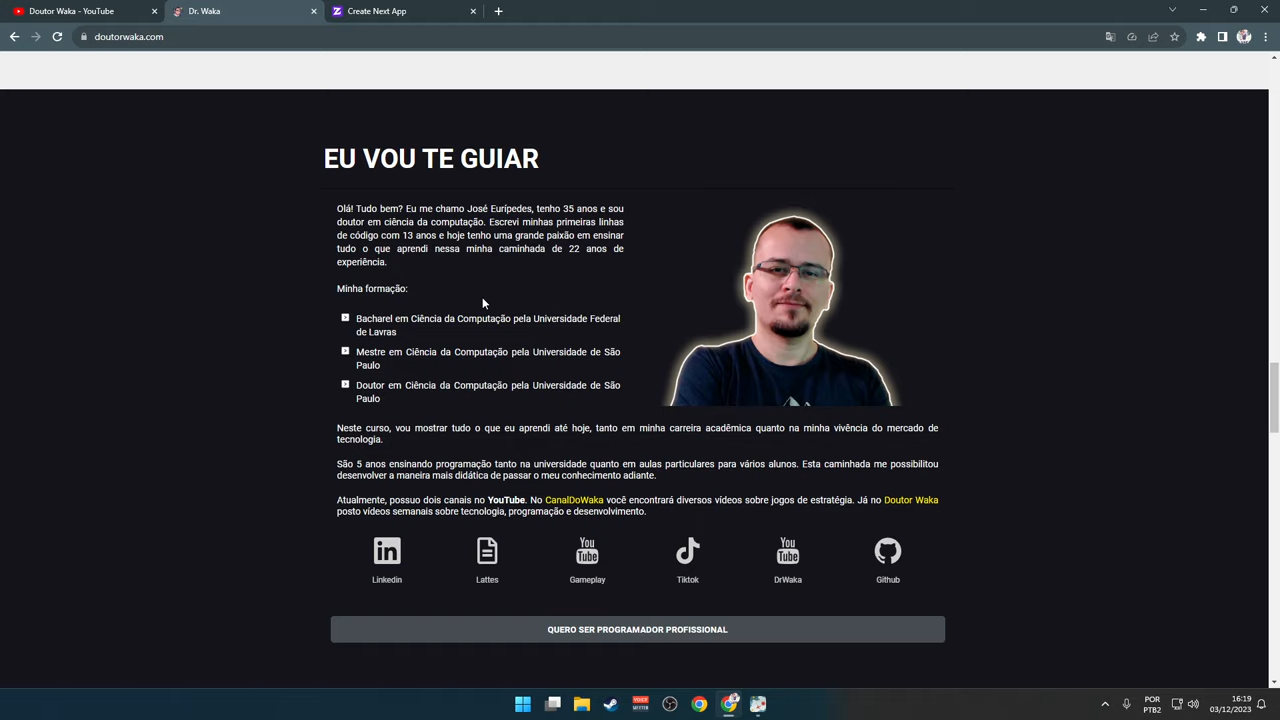 Doutor Waka - YouTube
Dr. Waka
Create Next App
doutorwaka.com
EU VOU TE GUIAR
Olá! Tudo bem? Eu me chamo José Eurípedes, tenho 35 anos e sou
doutor em ciência da computação. Escrevi minhas primeiras linhas
de código com 13 anos e hoje tenho uma grande paixão em ensinar
tudo o que aprendi nessa minha caminhada de 22 anos de
experiência.
Minha formação:
Bacharel em Ciência da Computação pela Universidade Federal
de Lavras
Mestre em Ciência da Computação pela Universidade de São
Paulo
Doutor em Ciência da Computação pela Universidade de São
Paulo
Neste curso, vou mostrar tudo o que eu aprendi até hoje, tanto em minha carreira acadêmica quanto na minha vivência do mercado de
tecnologia.
São 5 anos ensinando programação tanto na universidade quanto em aulas particulares para vários alunos. Esta caminhada me possibilitou
desenvolver a maneira mais didática de passar o meu conhecimento adiante.
Atualmente, possuo dois canais no YouTube. No CanalDoWaka você encontrará diversos vídeos sobre jogos de estratégia. Já no Doutor Waka
posto vídeos semanais sobre tecnologia, programação e desenvolvimento.
You Tube
You Tube
Linkedin Lattes Gameplay Tiktok DrWaka Github
QUERO SER PROGRAMADOR PROFISSIONAL
POR
PTB2
16:19
03/12/2023